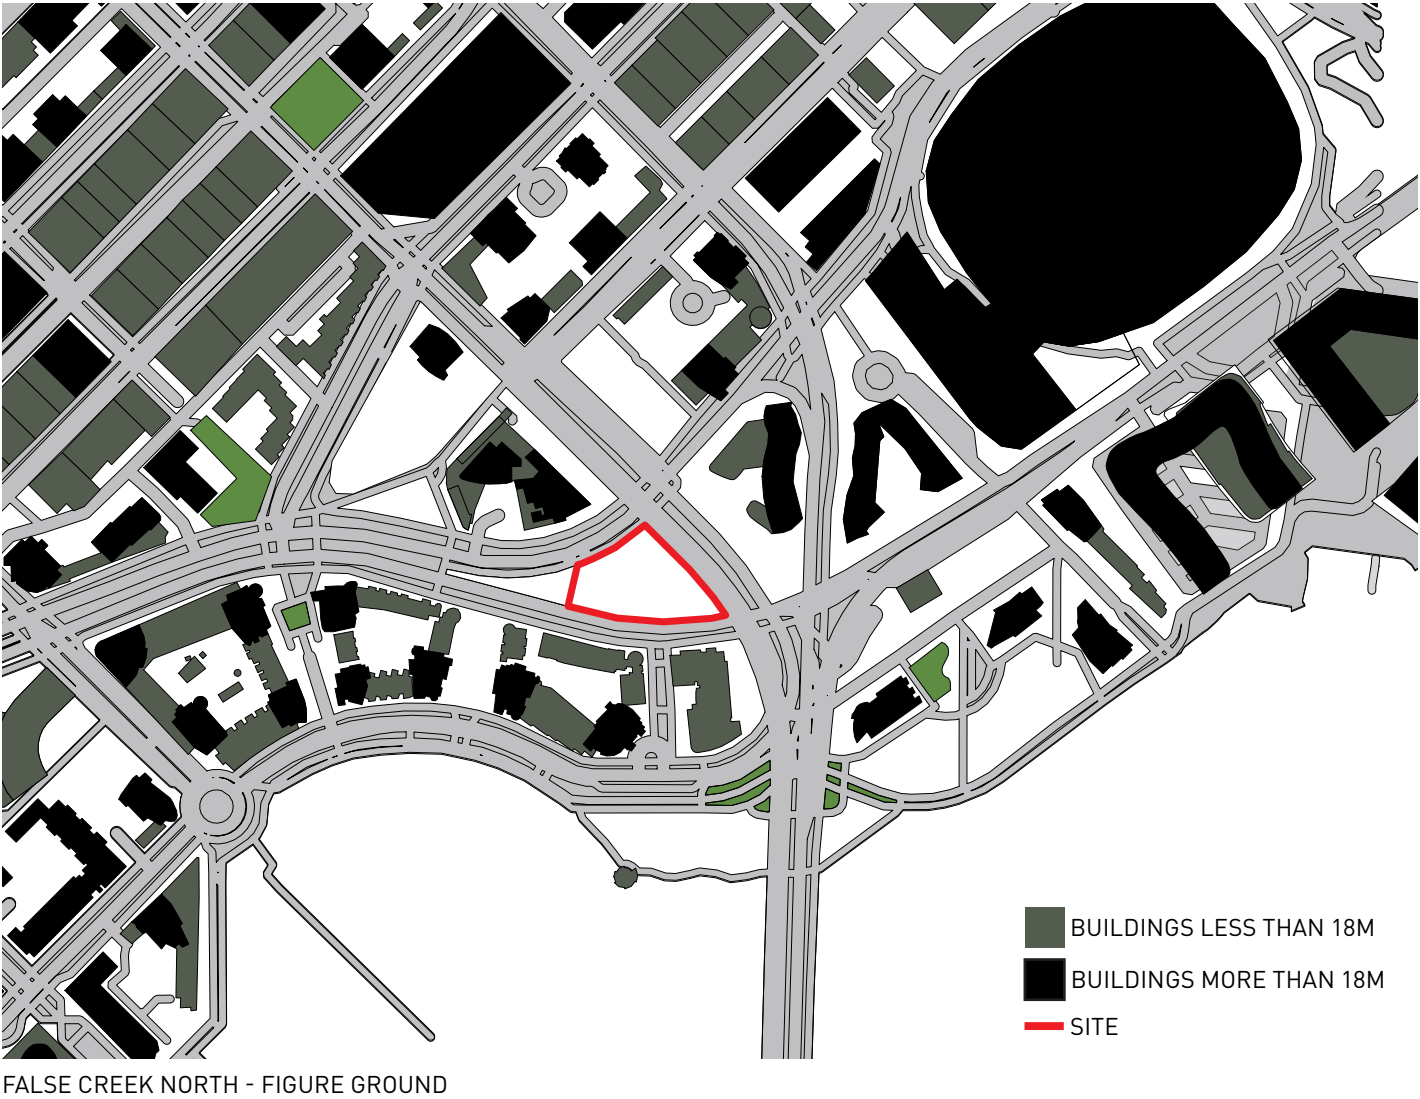 BUILDINGS LESS THAN 18M
BUILDINGS MORE THAN 18M
SITE
FALSE CREEK NORTH - FIGURE GROUND